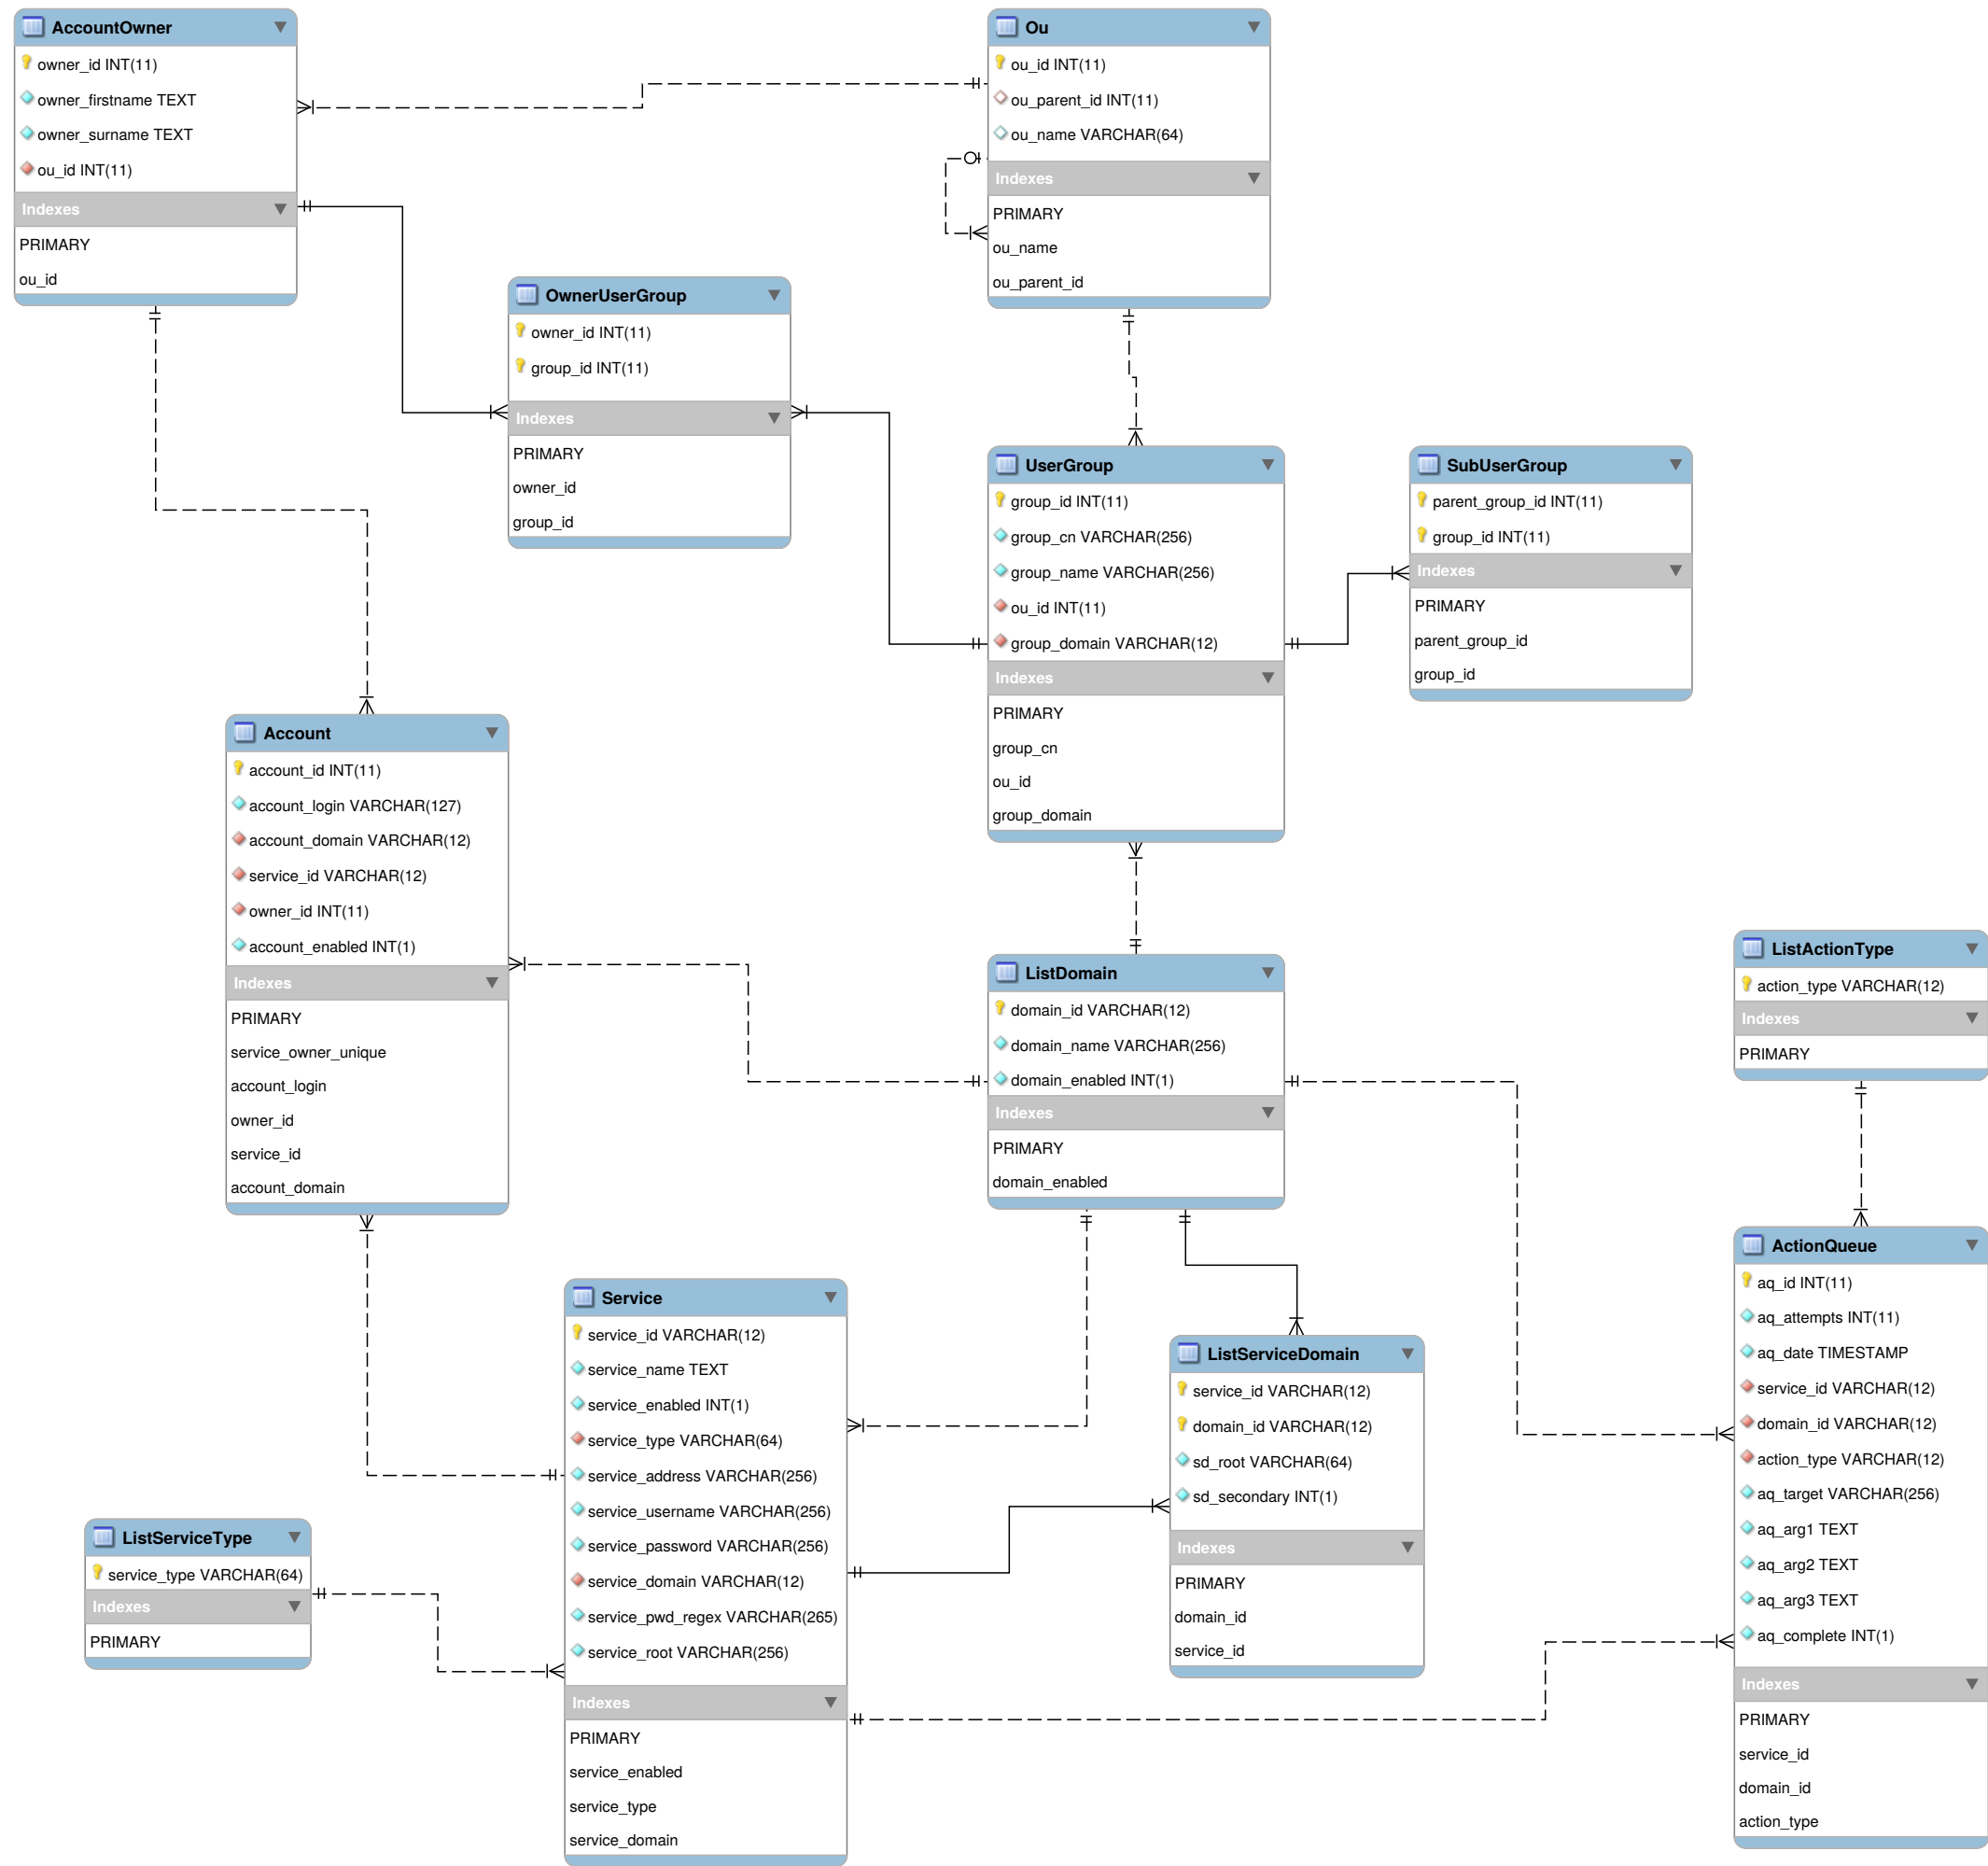 AccountOwner
owner_id INT(11)
owner_firstname TEXT
owner_surname TEXT
ou_id INT(11)
Indexes
PRIMARY
ou_id
Ou
ou_id INT(11)
ou_parent_id INT(11)
ou_name VARCHAR(64)
Indexes
PRIMARY
ou_name
ou_parent_id
OwnerUserGroup
owner_id INT(11)
group_id INT(11)
Indexes
PRIMARY
owner_id
group_id
UserGroup
group_id INT(11)
group_cn VARCHAR(256)
group_name VARCHAR(256)
ou_id INT(11)
group_domain VARCHAR(12)
Indexes
PRIMARY
group_cn
ou_id
group_domain
SubUserGroup
parent_group_id INT(11)
group_id INT(11)
Indexes
PRIMARY
parent_group_id
group_id
Account
account_id INT(11)
account_login VARCHAR(127)
account_domain VARCHAR(12)
service_id VARCHAR(12)
owner_id INT(11)
account_enabled INT(1)
Indexes
PRIMARY
service_owner_unique
account_login
owner_id
service_id
account_domain
ListDomain
domain_id VARCHAR(12)
domain_name VARCHAR(256)
domain_enabled INT(1)
Indexes
PRIMARY
domain_enabled
ListActionType
action_type VARCHAR(12)
Indexes
PRIMARY
ActionQueue
aq_id INT(11)
aq_attempts INT(11)
aq_date TIMESTAMP
service_id VARCHAR(12)
domain_id VARCHAR(12)
action_type VARCHAR(12)
aq_target VARCHAR(256)
aq_arg1 TEXT
aq_arg2 TEXT
aq_arg3 TEXT
aq_complete INT(1)
Indexes
PRIMARY
service_id
domain_id
action_type
Service
service_id VARCHAR(12)
service_name TEXT
service_enabled INT(1)
service_type VARCHAR(64)
service_address VARCHAR(256)
service_username VARCHAR(256)
service_password VARCHAR(256)
service_domain VARCHAR(12)
service_pwd_regex VARCHAR(265)
service_root VARCHAR(256)
Indexes
PRIMARY
service_enabled
service_type
service_domain
ListServiceDomain
service_id VARCHAR(12)
domain_id VARCHAR(12)
sd_root VARCHAR(64)
sd_secondary INT(1)
Indexes
PRIMARY
domain_id
service_id
ListServiceType
service_type VARCHAR(64)
Indexes
PRIMARY